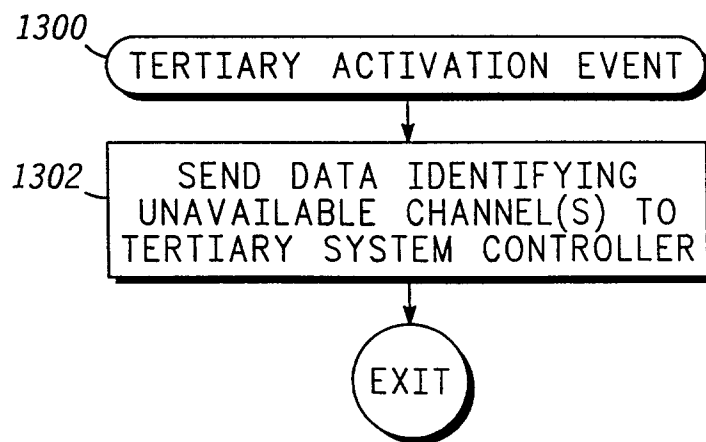 1300
TERTIARY ACTIVATION EVENT
1302
SEND DATA IDENTIFYING
UNAVAILABLE CHANNEL(S) TO
TERTIARY SYSTEM CONTROLLER
EXIT